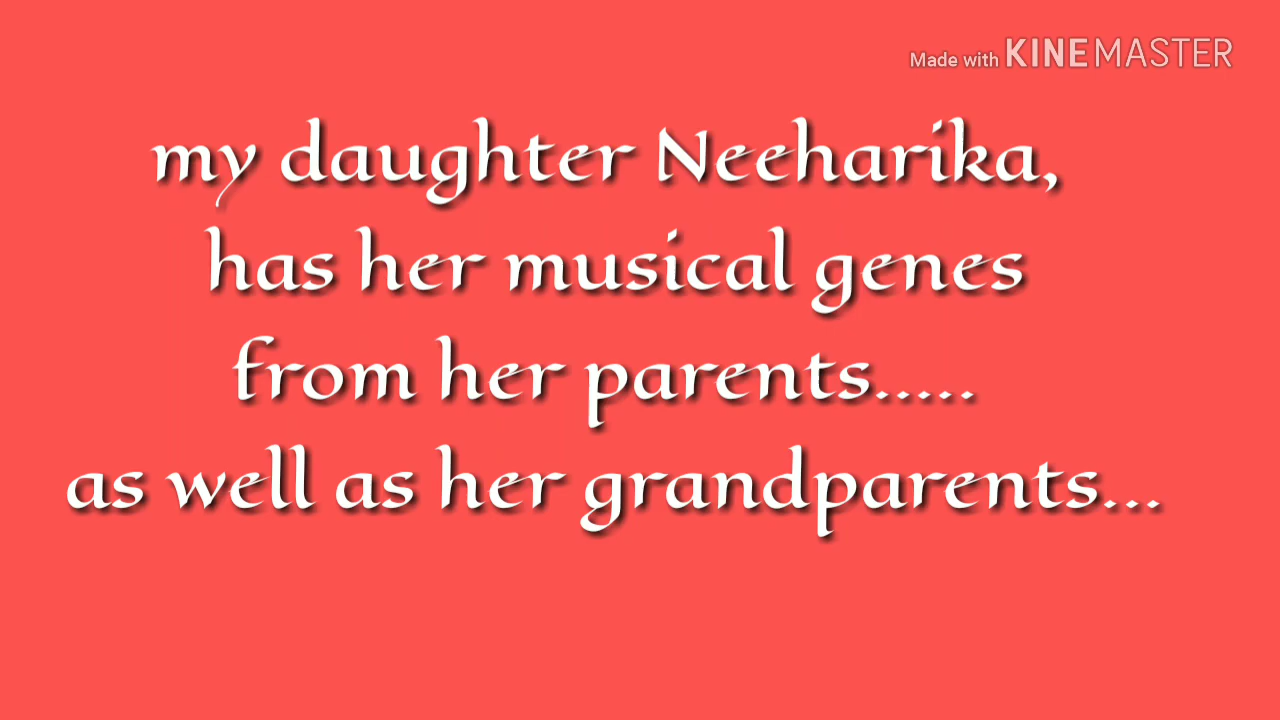 Made with KINEMASTER
my daughter Neeharika,
has her musical genes
from her parents.....
as well as her grandparents...